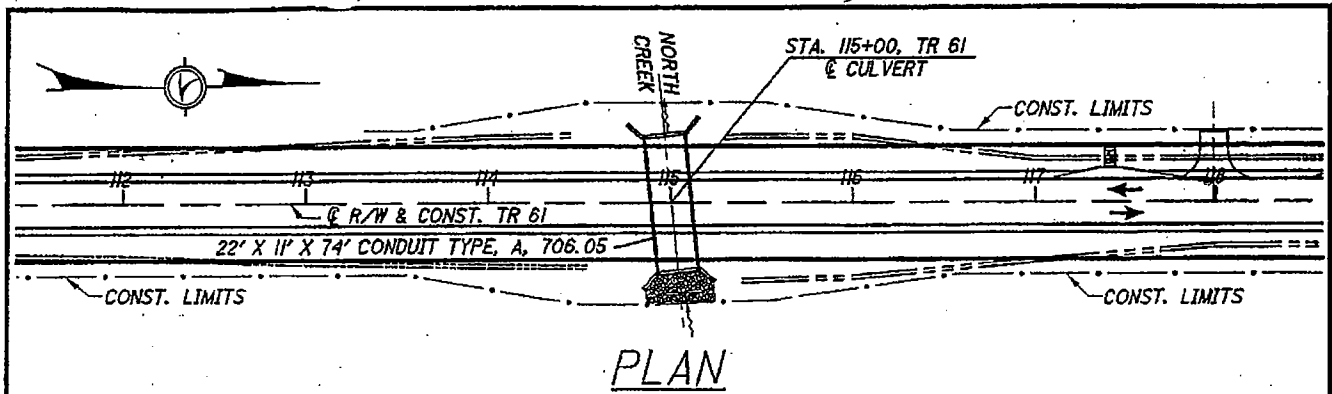 NORTH
CREEK
STA. 115+00, TR 61
℄ CULVERT
CONST. LIMITS
112 113 114 115 116 117 118
℄ R/W & CONST. TR 61
22' X 11' X 74' CONDUIT TYPE, A, 706.05
CONST. LIMITS
CONST. LIMITS
PLAN